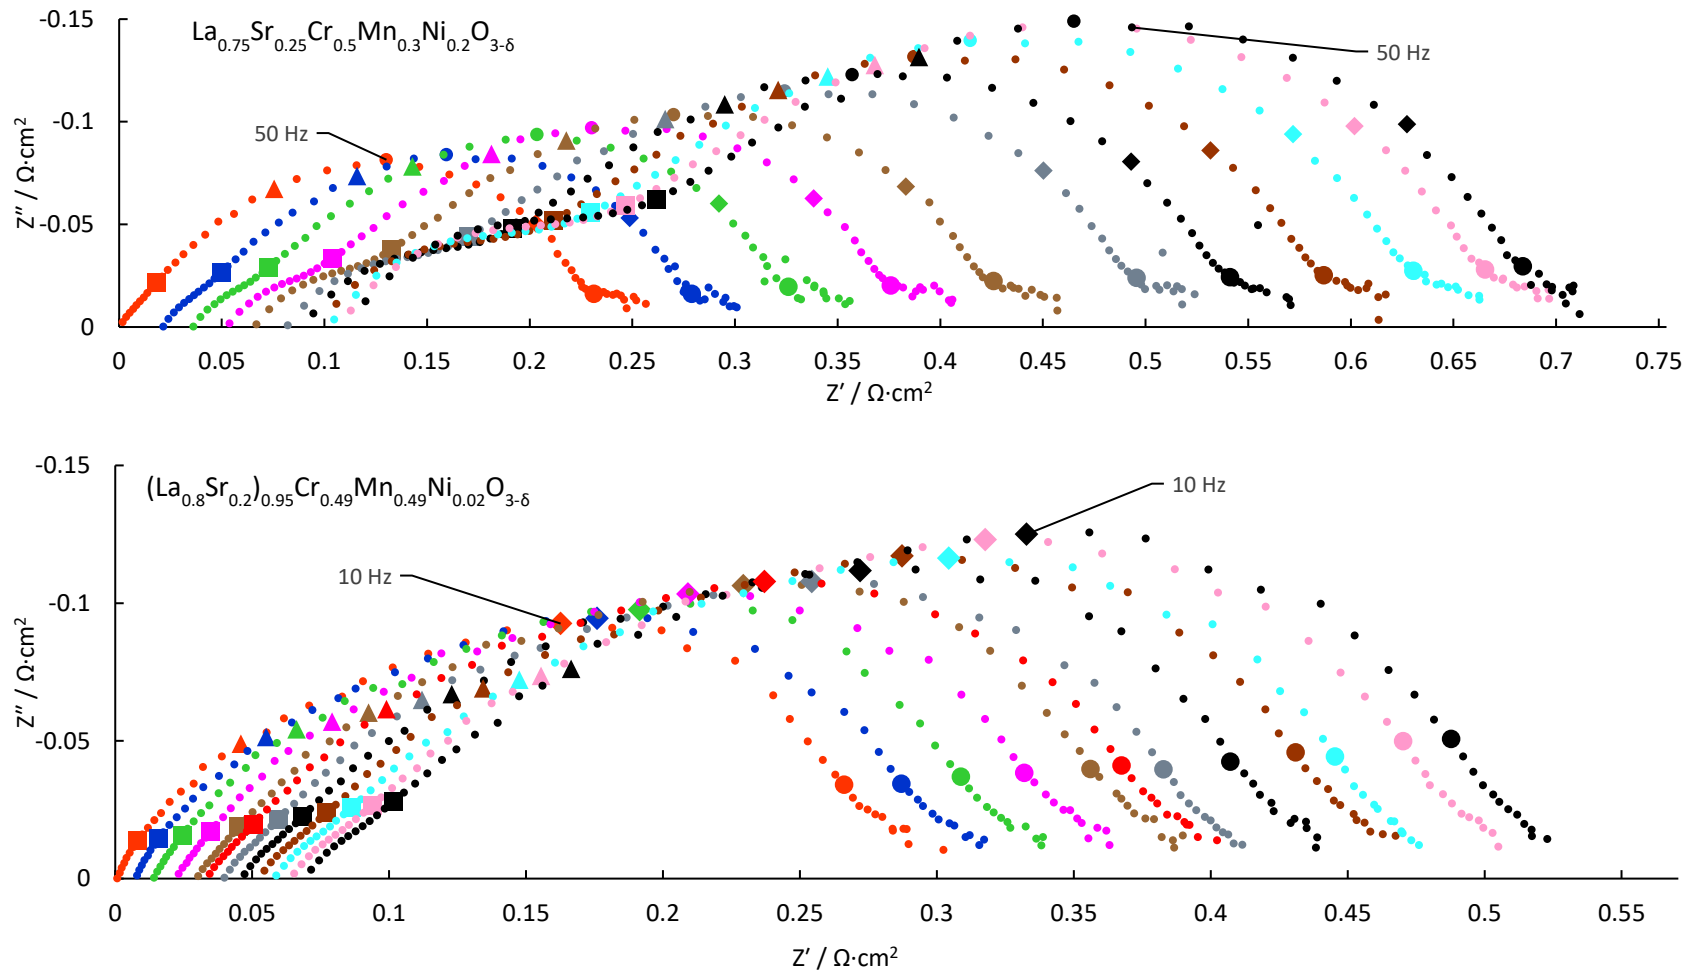 -0.15
La0.75Sr0.25Cr0.5Mn0.3Ni0.2O3-δ
50 Hz
50 Hz
-0.1
-0.05
0
Z″ / Ω·cm2
0 0.05 0.1 0.15 0.2 0.25 0.3 0.35 0.4 0.45 0.5 0.55 0.6 0.65 0.7 0.75
Z′ / Ω·cm2
-0.15
(La0.8Sr0.2)0.95Cr0.49Mn0.49Ni0.02O3-δ
10 Hz
10 Hz
-0.1
-0.05
0
Z″ / Ω·cm2
0 0.05 0.1 0.15 0.2 0.25 0.3 0.35 0.4 0.45 0.5 0.55
Z′ / Ω·cm2